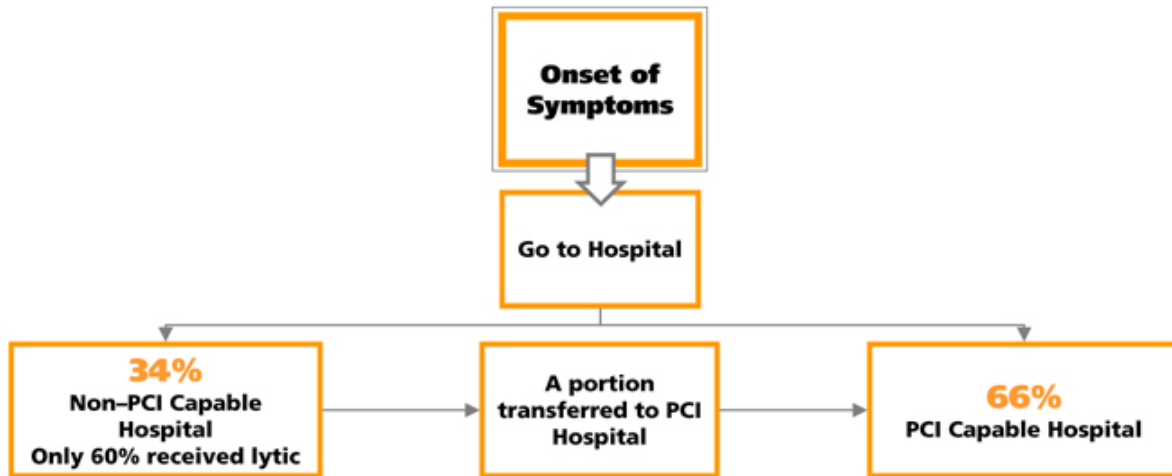 Onset of
Symptoms
Go to Hospital
34%
Non–PCI Capable
Hospital
Only 60% received lytic
A portion
transferred to PCI
Hospital
66%
PCI Capable Hospital